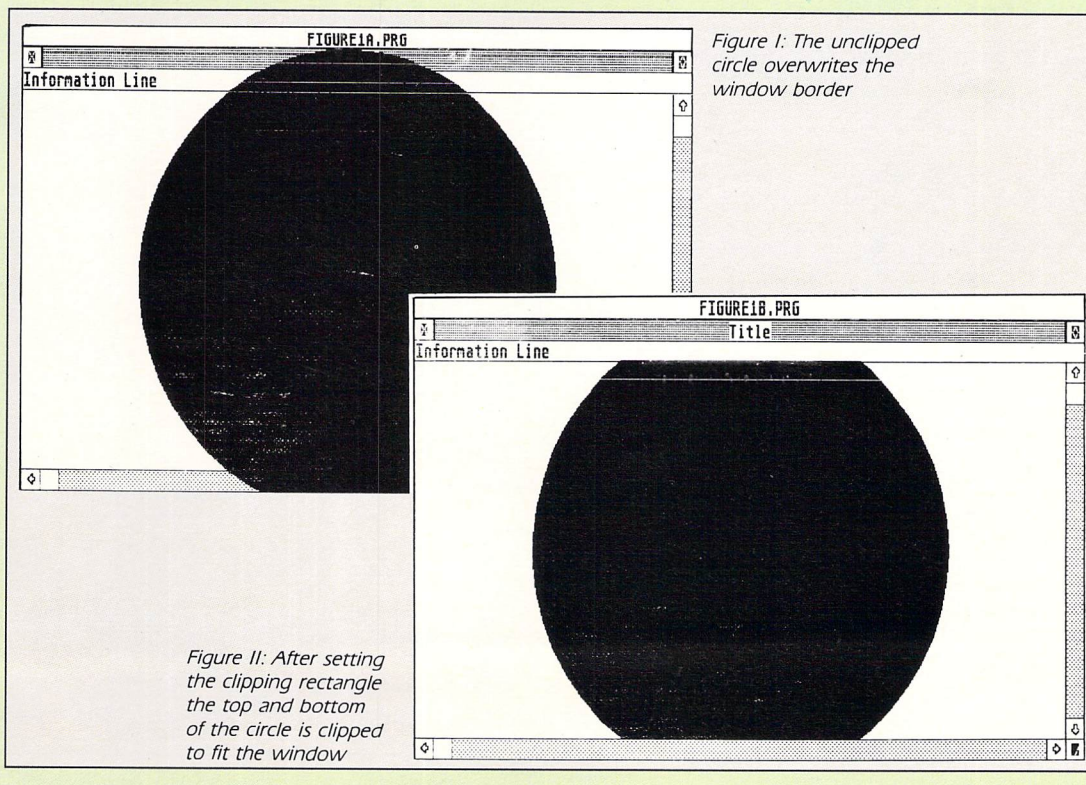 FIGURE1A.PRG
Information Line
Figure I: The unclipped
circle overwrites the
window border
FIGURE1B.PRG
Title
Information Line
Figure II: After setting
the clipping rectangle
the top and bottom
of the circle is clipped
to fit the window